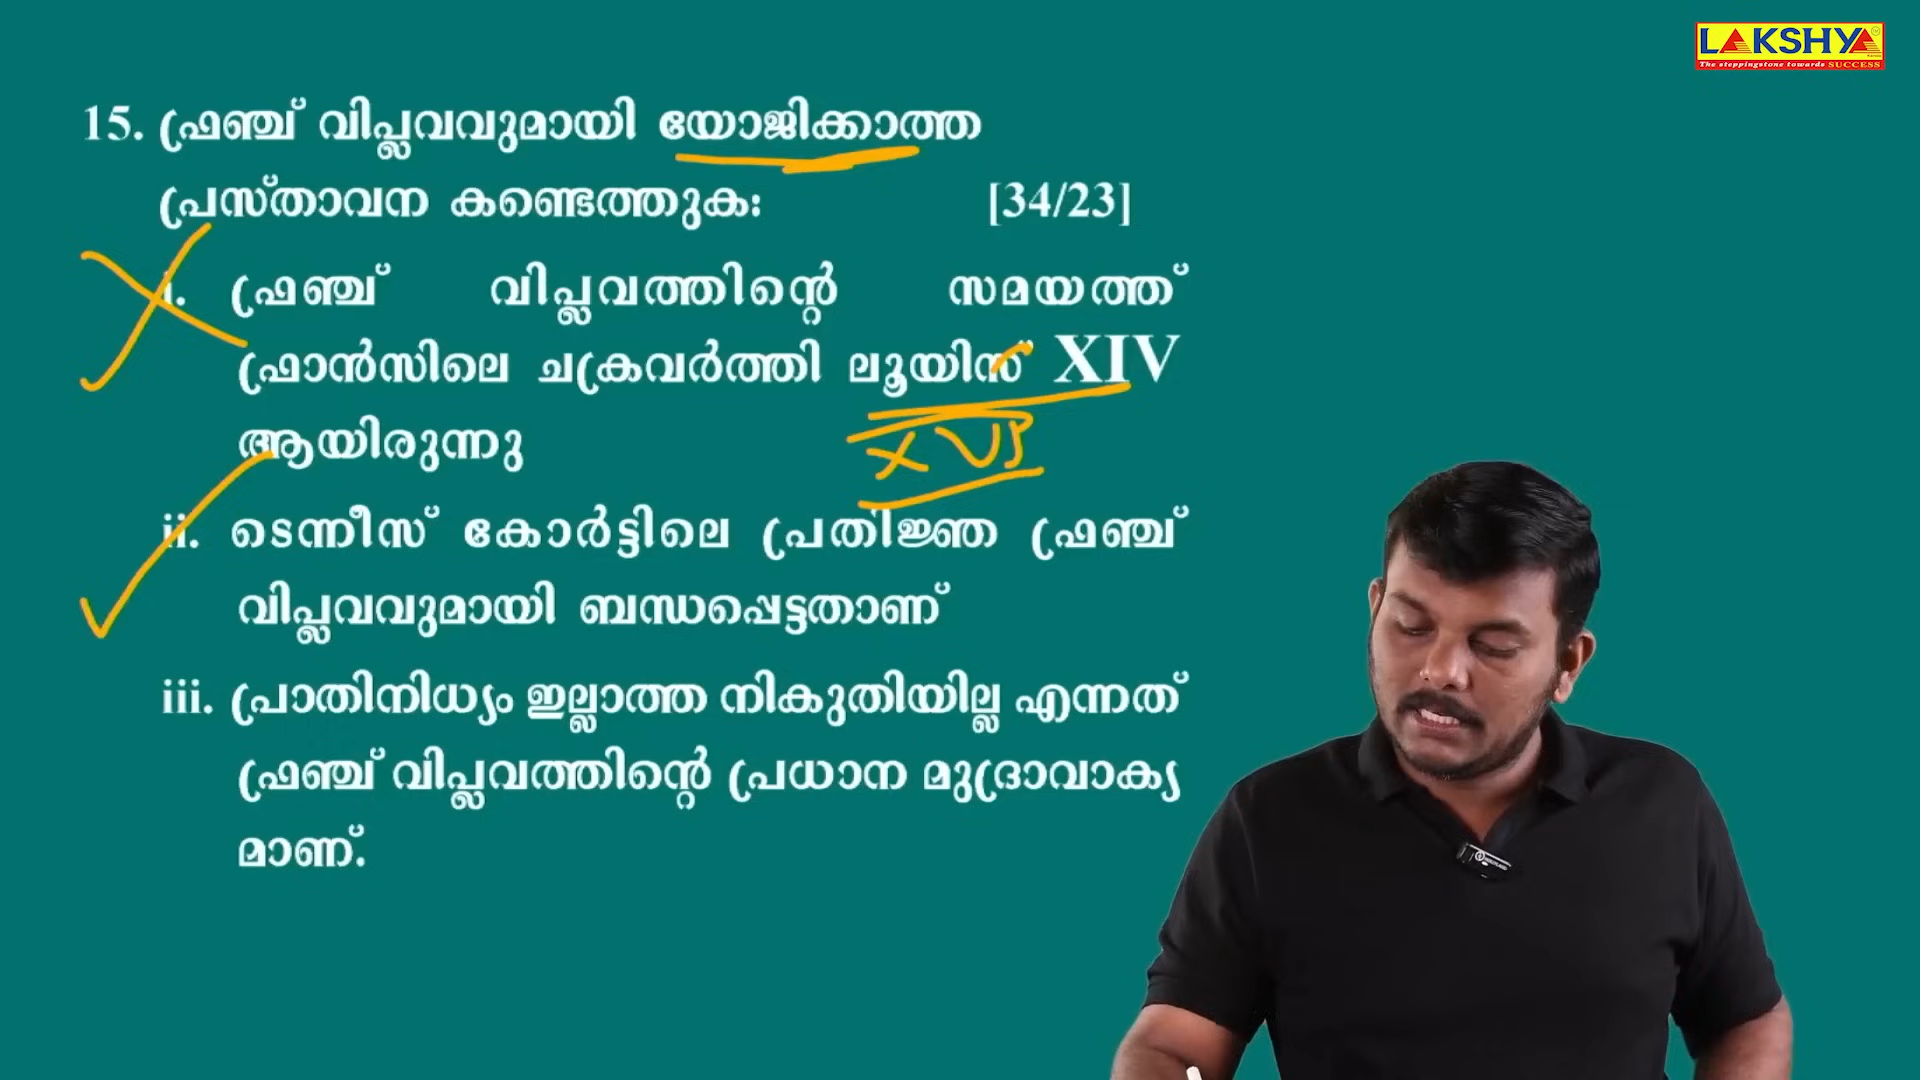 LAKSHYA
The steppingstone towards SUCCESS
15. ഫ്രഞ്ച് വിപ്ലവവുമായി യോജിക്കാത്ത
പ്രസ്താവന കണ്ടെത്തുക: [34/23]
i. ഫ്രഞ്ച് വിപ്ലവത്തിന്റെ സമയത്ത്
ഫ്രാൻസിലെ ചക്രവർത്തി ലൂയിസ് XIV
ആയിരുന്നു
XVI
ii. ടെന്നീസ് കോർട്ടിലെ പ്രതിജ്ഞ ഫ്രഞ്ച്
വിപ്ലവവുമായി ബന്ധപ്പെട്ടതാണ്
iii. പ്രാതിനിധ്യം ഇല്ലാത്ത നികുതിയില്ല എന്നത്
ഫ്രഞ്ച് വിപ്ലവത്തിന്റെ പ്രധാന മുദ്രാവാക്യ
മാണ്.